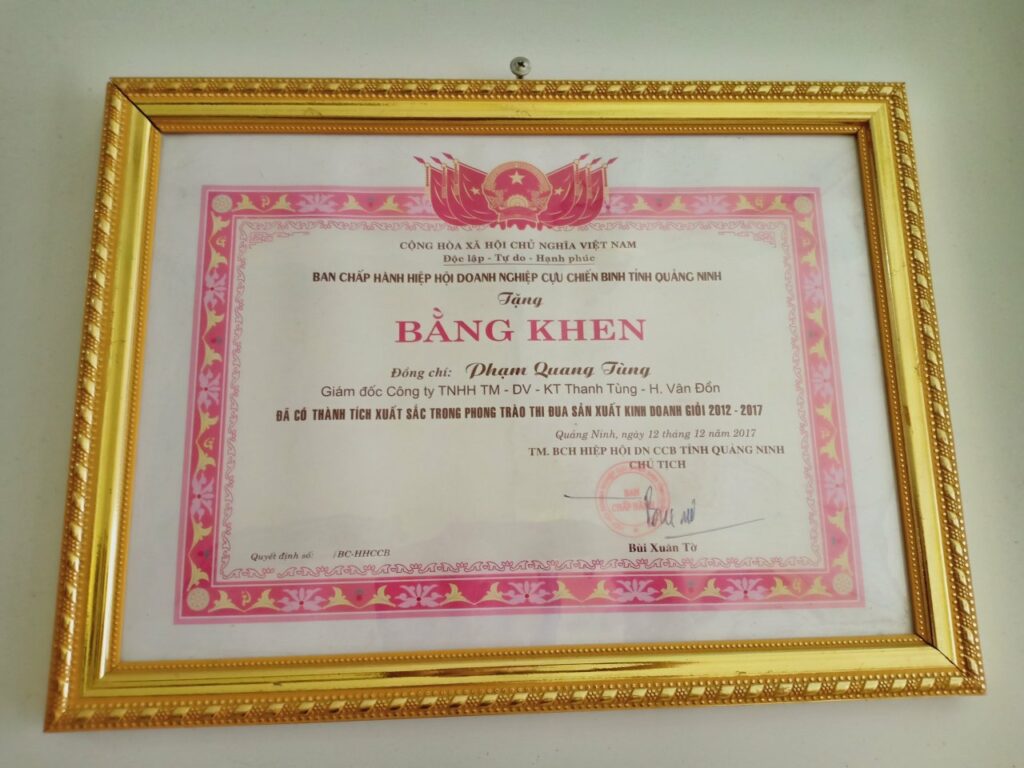 CỘNG HÒA XÃ HỘI CHỦ NGHĨA VIỆT NAM
Độc lập - Tự do - Hạnh phúc
BAN CHẤP HÀNH HIỆP HỘI DOANH NGHIỆP CỰU CHIẾN BINH TỈNH QUẢNG NINH
Tặng
BẰNG KHEN
Đồng chí: Phạm Quang Tùng
Giám đốc Công ty TNHH TM - DV - KT Thanh Tùng - H. Vân Đồn
ĐÃ CÓ THÀNH TÍCH XUẤT SẮC TRONG PHONG TRÀO THI ĐUA SẢN XUẤT KINH DOANH GIỎI 2012 - 2017
Quảng Ninh, ngày 12 tháng 12 năm 2017
TM. BCH HIỆP HỘI DN CCB TỈNH QUẢNG NINH
CHỦ TỊCH
BAN
CHẤP HÀNH
Bùi Xuân Tờ
Quyết định số: /BC-HHCCB